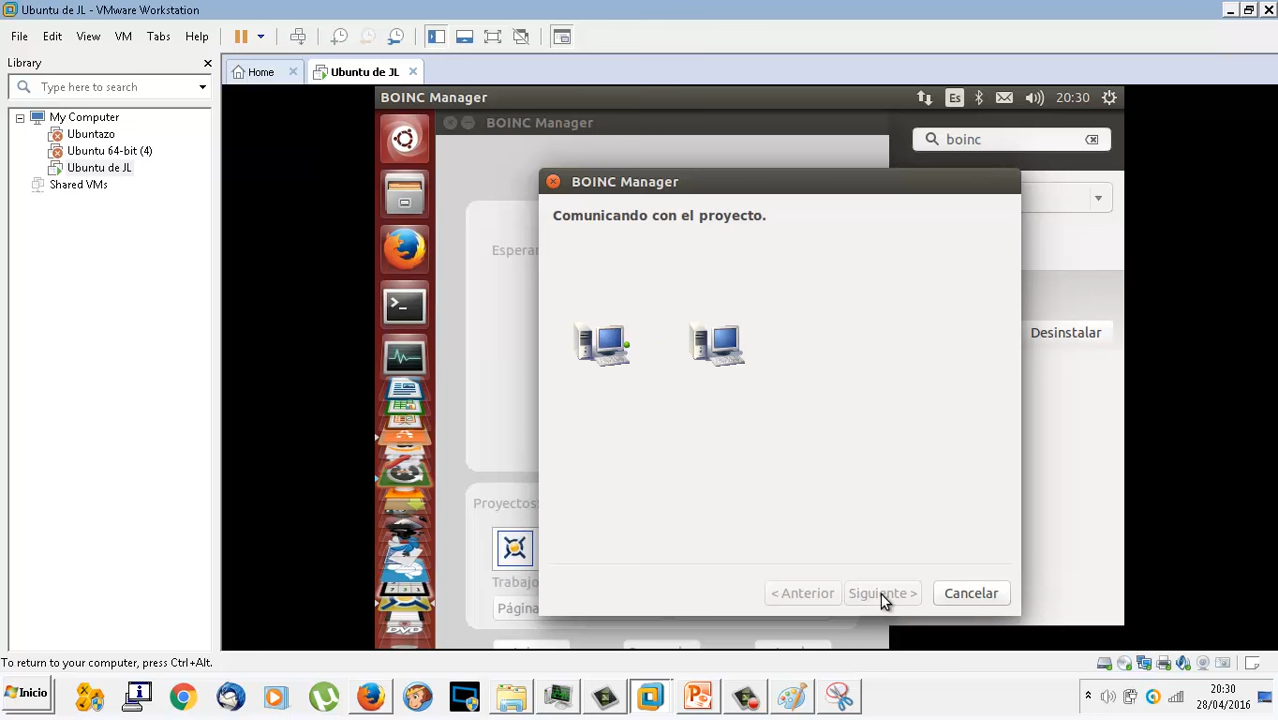 Ubuntu de JL - VMware Workstation
File Edit View VM Tabs Help
Library
Type here to search
My Computer
Ubuntazo
Ubuntu 64-bit (4)
Ubuntu de JL
Shared VMs
Home
Ubuntu de JL
BOINC Manager
Es
20:30
BOINC Manager
boinc
BOINC Manager
Comunicando con el proyecto.
Esperan
Desinstalar
Proyectos:
Trabajo
Página
< Anterior
Siguiente >
Cancelar
To return to your computer, press Ctrl+Alt.
Inicio
20:30
28/04/2016